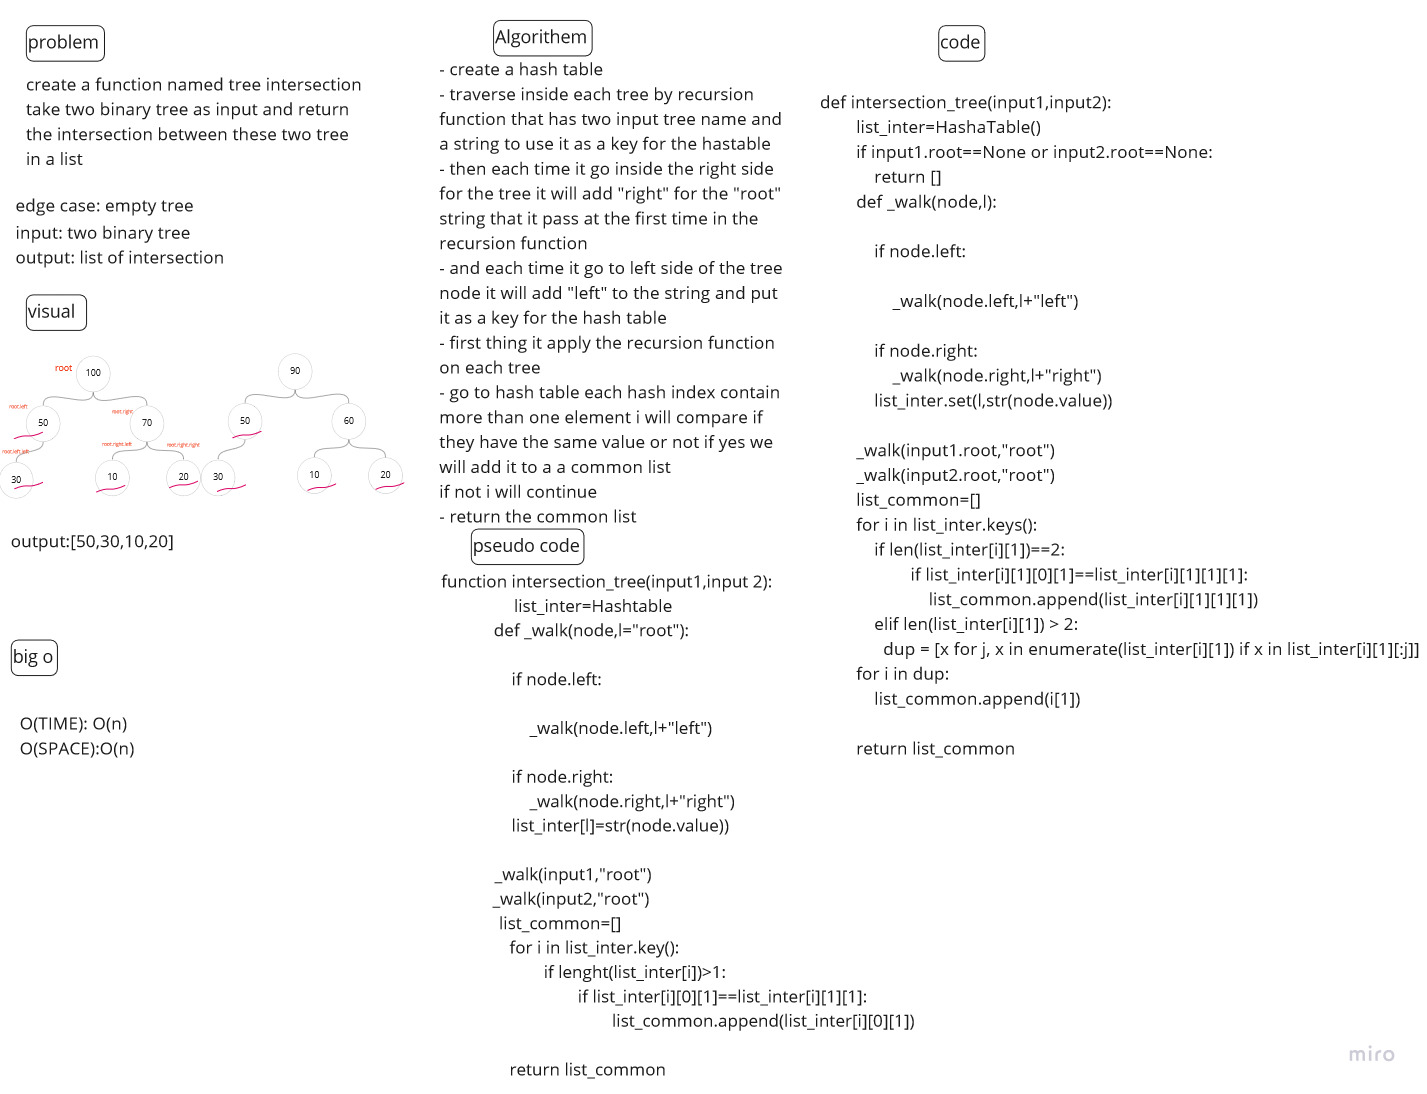 problem
create a function named tree intersection
take two binary tree as input and return
the intersection between these two tree
in a list
edge case: empty tree
input: two binary tree
output: list of intersection
visual
root
100
root.left
50
root.right
70
root.left.left
30
root.right.left
10
root.right.right
20
90
50
60
30
10
20
output:[50,30,10,20]
big o
O(TIME): O(n)
O(SPACE):O(n)
Algorithem
- create a hash table
- traverse inside each tree by recursion
function that has two input tree name and
a string to use it as a key for the hastable
- then each time it go inside the right side
for the tree it will add "right" for the "root"
string that it pass at the first time in the
recursion function
- and each time it go to left side of the tree
node it will add "left" to the string and put
it as a key for the hash table
- first thing it apply the recursion function
on each tree
- go to hash table each hash index contain
more than one element i will compare if
they have the same value or not if yes we
will add it to a a common list
if not i will continue
- return the common list
pseudo code
function intersection_tree(input1,input 2):
list_inter=Hashtable
def _walk(node,l="root"):
if node.left:
_walk(node.left,l+"left")
if node.right:
_walk(node.right,l+"right")
list_inter[l]=str(node.value))
_walk(input1,"root")
_walk(input2,"root")
list_common=[]
for i in list_inter.key():
if lenght(list_inter[i])>1:
if list_inter[i][0][1]==list_inter[i][1][1]:
list_common.append(list_inter[i][0][1])
return list_common
code
def intersection_tree(input1,input2):
list_inter=HashaTable()
if input1.root==None or input2.root==None:
return []
def _walk(node,l):
if node.left:
_walk(node.left,l+"left")
if node.right:
_walk(node.right,l+"right")
list_inter.set(l,str(node.value))
_walk(input1.root,"root")
_walk(input2.root,"root")
list_common=[]
for i in list_inter.keys():
if len(list_inter[i][1])==2:
if list_inter[i][1][0][1]==list_inter[i][1][1][1]:
list_common.append(list_inter[i][1][1][1])
elif len(list_inter[i][1]) > 2:
dup = [x for j, x in enumerate(list_inter[i][1]) if x in list_inter[i][1][:j]]
for i in dup:
list_common.append(i[1])
return list_common
miro